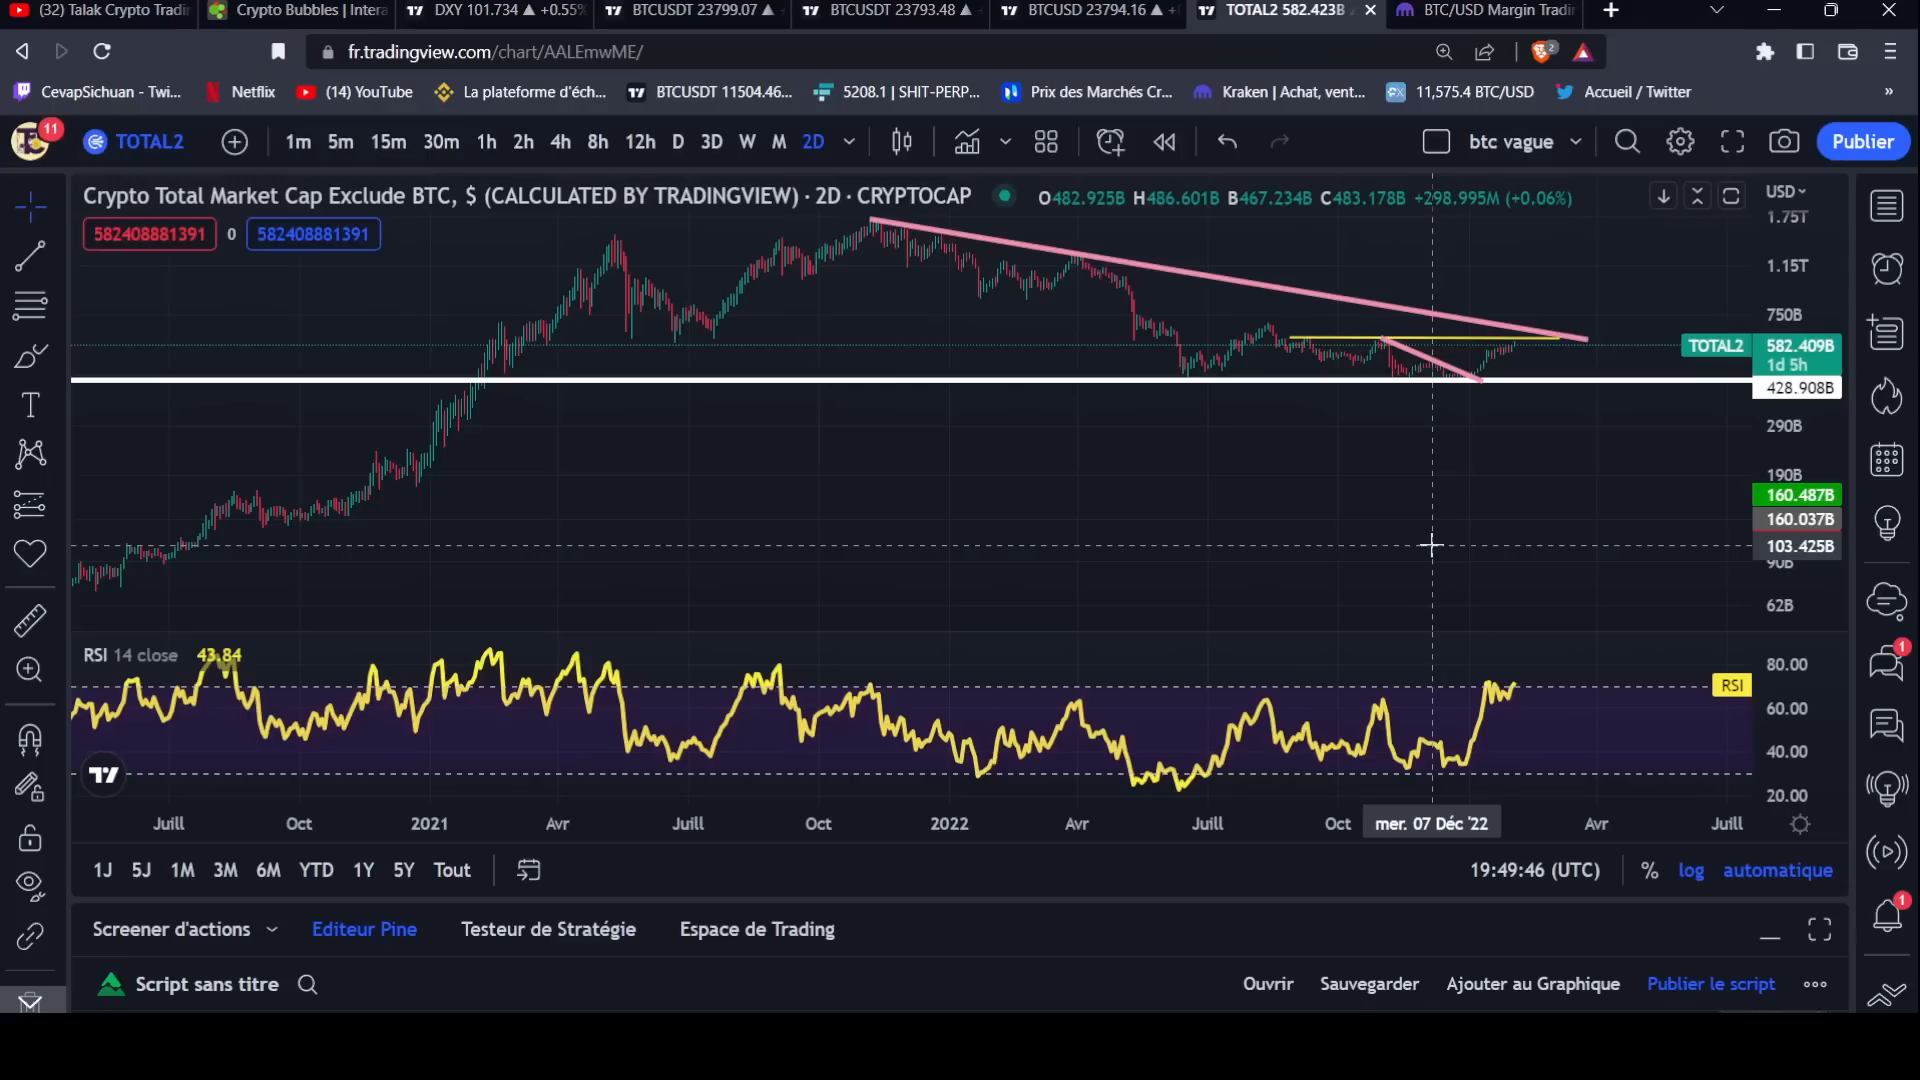 (32) Talak Crypto Tradi
Crypto Bubbles | Intera
DXY 101.734 ▲ +0.55%
BTCUSDT 23799.07 ▲
BTCUSDT 23793.48 ▲
BTCUSD 23794.16 ▲ +
TOTAL2 582.423B
BTC/USD Margin Tradin
fr.tradingview.com/chart/AALEmwME/
2
CevapSichuan - Twi...
Netflix
(14) YouTube
La plateforme d'éch...
BTCUSDT 11504.46...
5208.1 | SHIT-PERP...
Prix des Marchés Cr...
Kraken | Achat, vent...
11,575.4 BTC/USD
Accueil / Twitter
»
11
TOTAL2
1m 5m 15m 30m 1h 2h 4h 8h 12h D 3D W M 2D
btc vague
Publier
Crypto Total Market Cap Exclude BTC, $ (CALCULATED BY TRADINGVIEW) · 2D · CRYPTOCAP
O482.925B H486.601B B467.234B C483.178B +298.995M (+0.06%)
USD
582408881391 0 582408881391
1.75T
1.15T
750B
TOTAL2 582.409B
1d 5h
428.908B
290B
190B
160.487B
160.037B
103.425B
90B
62B
RSI 14 close 43.84
80.00
RSI
60.00
40.00
20.00
Juill Oct 2021 Avr Juill Oct 2022 Avr Juill Oct mer. 07 Déc '22 Avr Juill
1J 5J 1M 3M 6M YTD 1Y 5Y Tout
19:49:46 (UTC) % log automatique
Screener d'actions Editeur Pine Testeur de Stratégie Espace de Trading
Script sans titre
Ouvrir Sauvegarder Ajouter au Graphique Publier le script
1
1